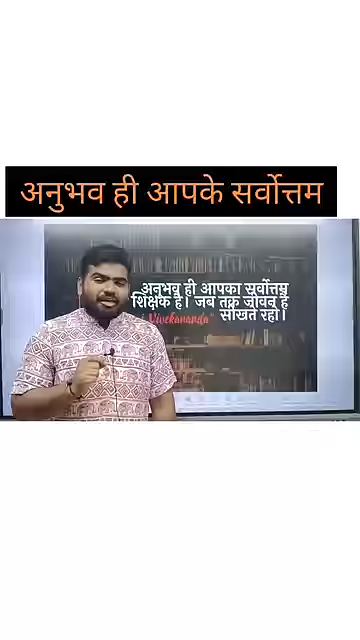 अनुभव ही आपके सर्वोत्तम
अनुभव ही आपका सर्वोत्तम
शिक्षक है। जब तक जीवन है
Vivekananda" सीखते रहो।